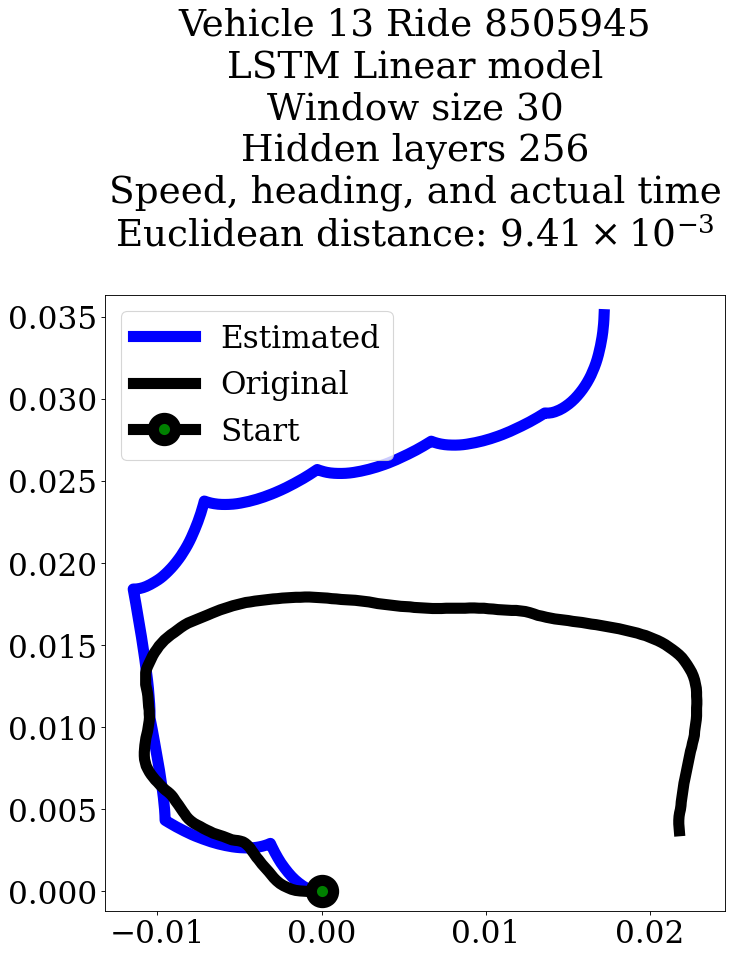 Vehicle 13 Ride 8505945
LSTM Linear model
Window size 30
Hidden layers 256
Speed, heading, and actual time
Euclidean distance: 9.41 × 10⁻³
Estimated
Original
Start
0.035
0.030
0.025
0.020
0.015
0.010
0.005
0.000
−0.01 0.00 0.01 0.02